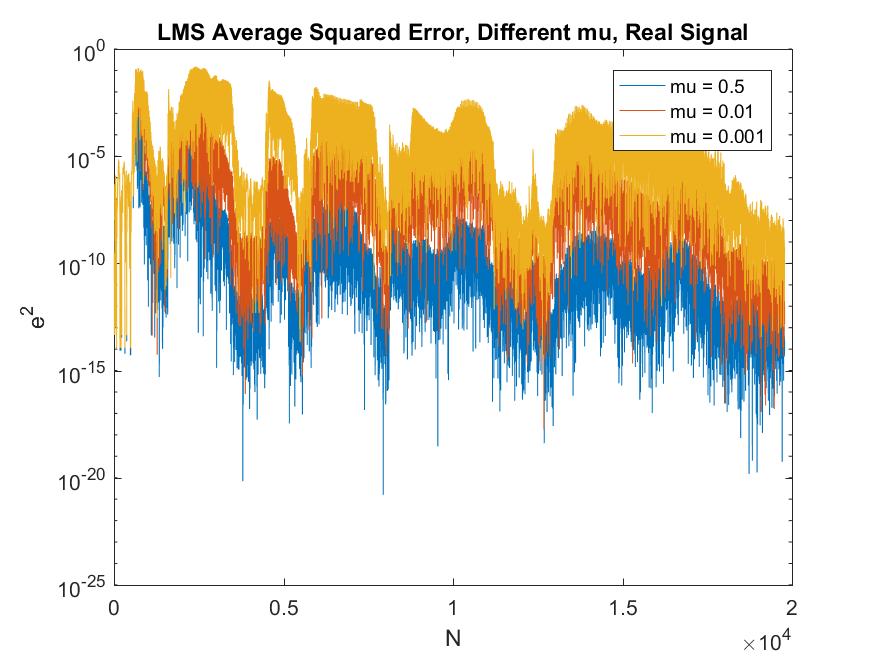 LMS Average Squared Error, Different mu, Real Signal
10^0
10^-5
10^-10
10^-15
10^-20
10^-25
e^2
mu = 0.5
mu = 0.01
mu = 0.001
0 0.5 1 1.5 2
N
×10^4